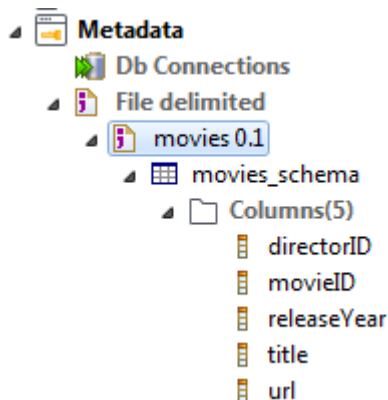 Metadata
Db Connections
File delimited
movies 0.1
movies_schema
Columns(5)
directorID
movieID
releaseYear
title
url